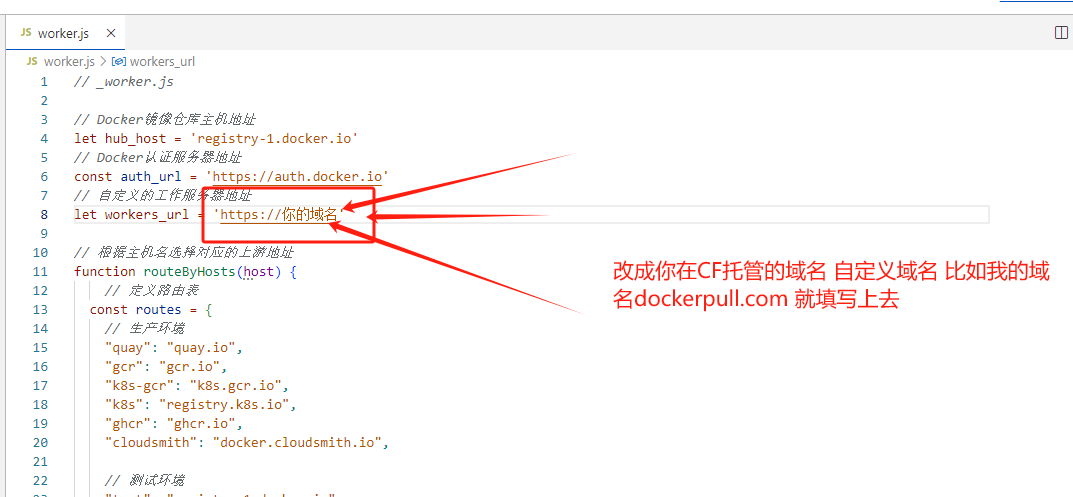 JS worker.js ×
JS worker.js > workers_url
1 // _worker.js
2
3 // Docker镜像仓库主机地址
4 let hub_host = 'registry-1.docker.io'
5 // Docker认证服务器地址
6 const auth_url = 'https://auth.docker.io'
7 // 自定义的工作服务器地址
8 let workers_url = 'https://你的域名'
9
10 // 根据主机名选择对应的上游地址
11 function routeByHosts(host) {
12 // 定义路由表
13 const routes = {
14 // 生产环境
15 "quay": "quay.io",
16 "gcr": "gcr.io",
17 "k8s-gcr": "k8s.gcr.io",
18 "k8s": "registry.k8s.io",
19 "ghcr": "ghcr.io",
20 "cloudsmith": "docker.cloudsmith.io",
21
22 // 测试环境
改成你在CF托管的域名 自定义域名 比如我的域
名dockerpull.com 就填写上去